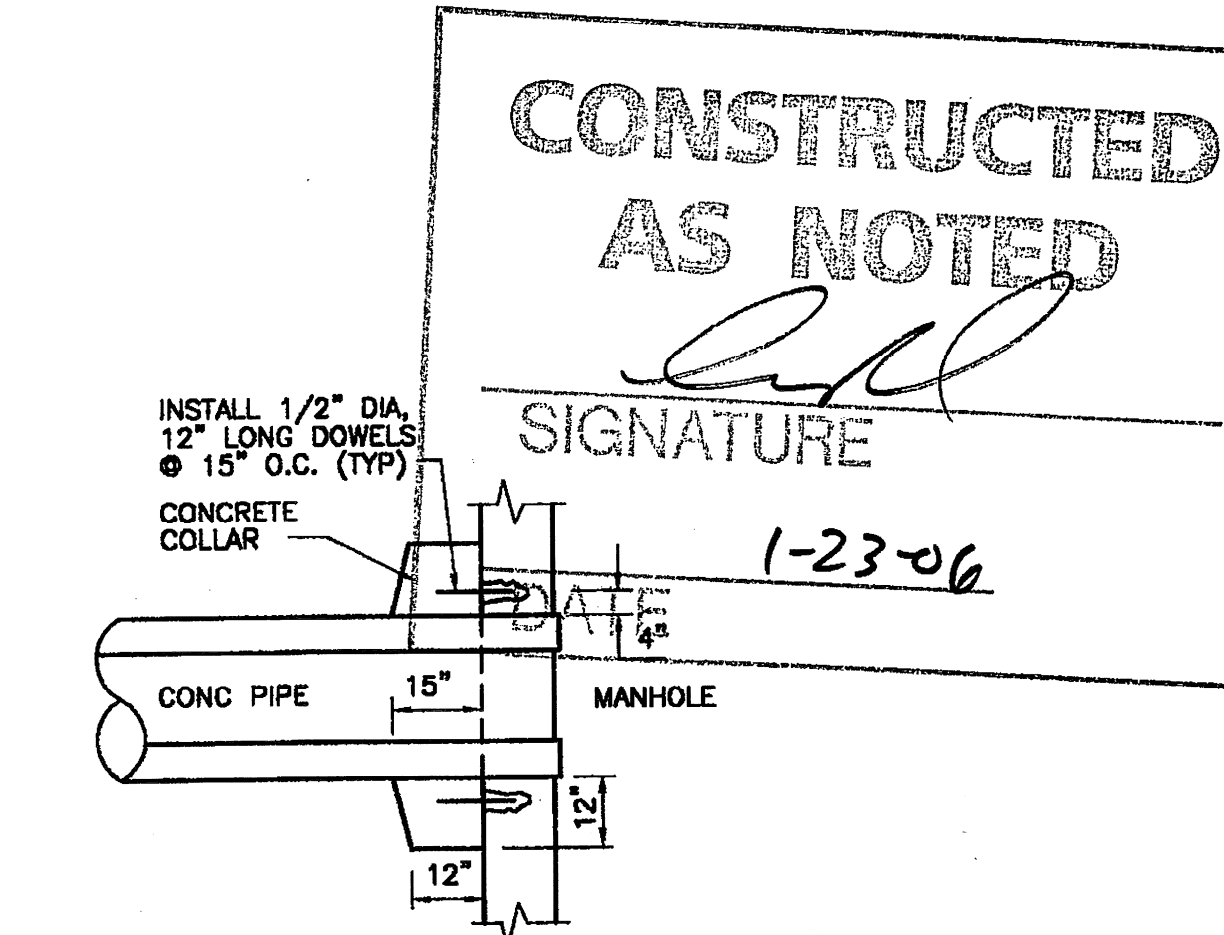 CONSTRUCTED
AS NOTED
SIGNATURE
1-23-06
DATE
INSTALL 1/2" DIA,
12" LONG DOWELS
@ 15" O.C. (TYP)
CONCRETE
COLLAR
4"
CONC PIPE
15"
MANHOLE
12"
12"